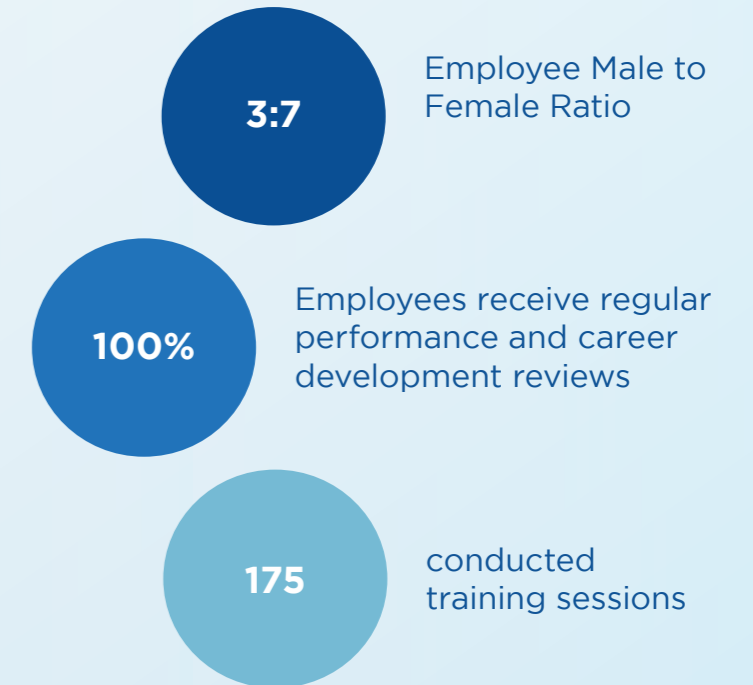 3:7
Employee Male to
Female Ratio
100%
Employees receive regular
performance and career
development reviews
175
conducted
training sessions